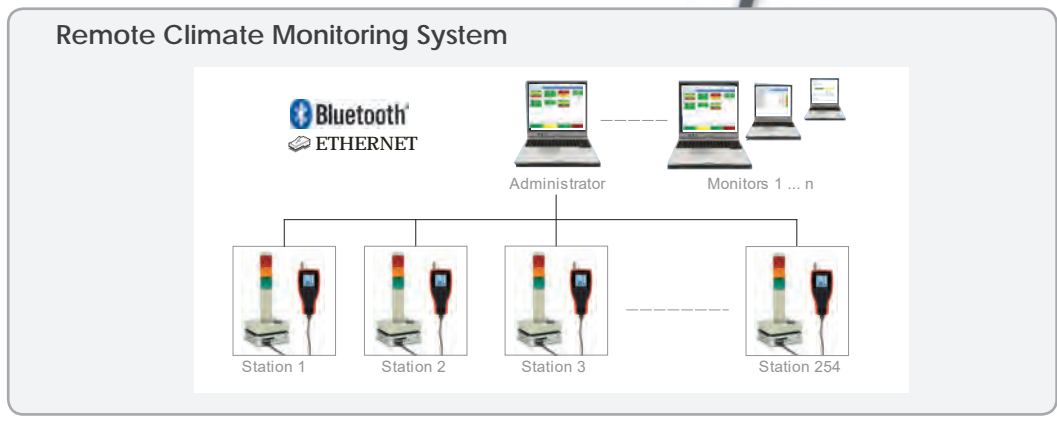 Remote Climate Monitoring System
Bluetooth
ETHERNET
Administrator
Monitors 1 ... n
Station 1
Station 2
Station 3
Station 254